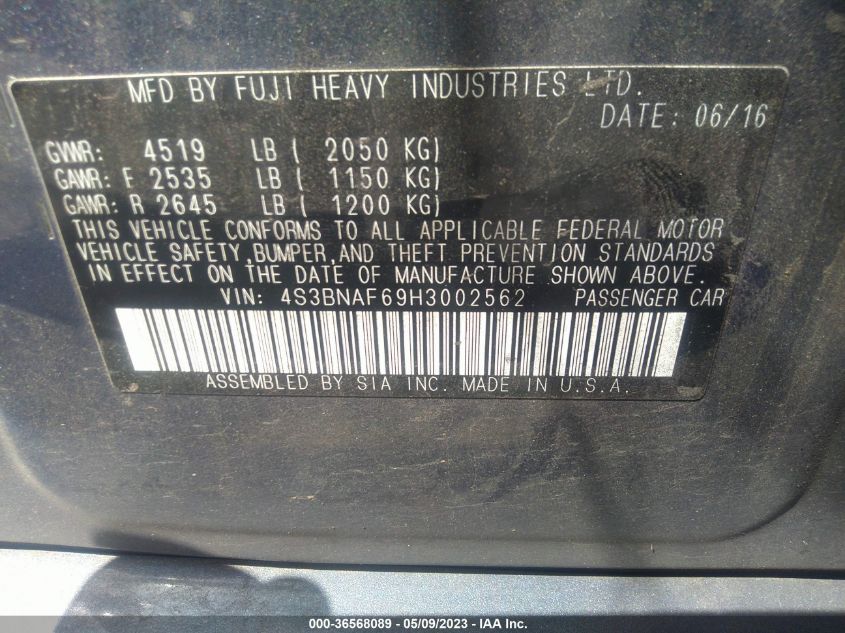 MFD BY FUJI HEAVY INDUSTRIES LTD.
DATE: 06/16
GVWR: 4519 LB ( 2050 KG)
GAWR: F 2535 LB ( 1150 KG)
GAWR: R 2645 LB ( 1200 KG)
THIS VEHICLE CONFORMS TO ALL APPLICABLE FEDERAL MOTOR
VEHICLE SAFETY, BUMPER, AND THEFT PREVENTION STANDARDS
IN EFFECT ON THE DATE OF MANUFACTURE SHOWN ABOVE.
VIN: 4S3BNAF69H3002562 PASSENGER CAR
ASSEMBLED BY SIA INC. MADE IN U.S.A.
000-36568089 - 05/09/2023 - IAA Inc.